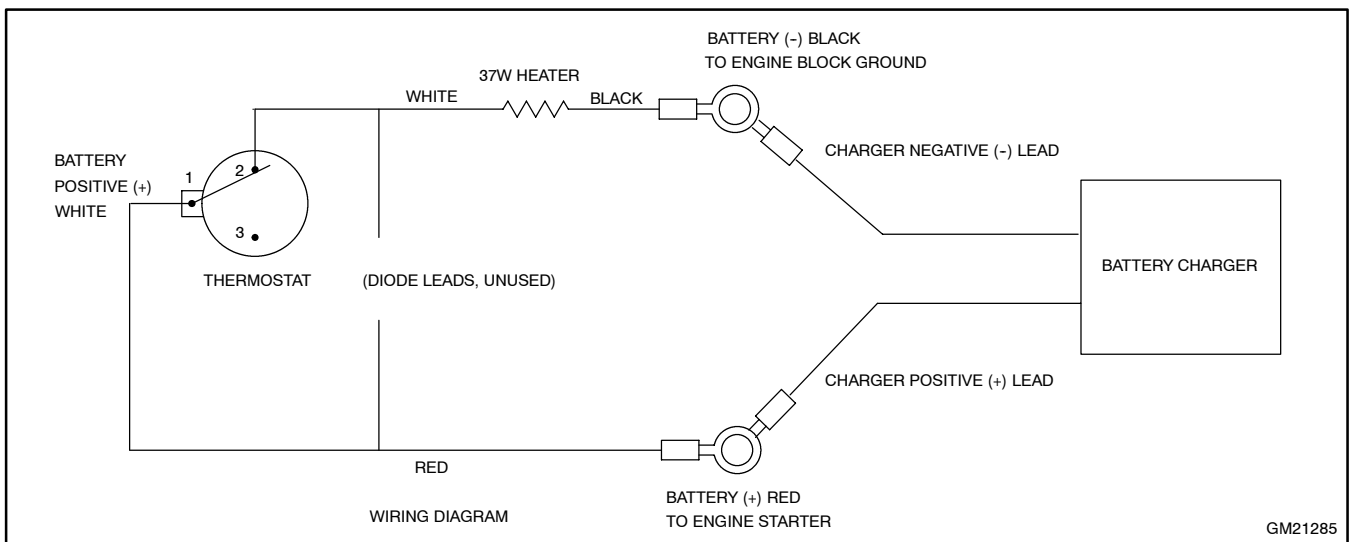 BATTERY (-) BLACK
TO ENGINE BLOCK GROUND
37W HEATER
WHITE
BLACK
BATTERY
POSITIVE (+)
WHITE
1
2
3
CHARGER NEGATIVE (-) LEAD
THERMOSTAT
(DIODE LEADS, UNUSED)
BATTERY CHARGER
CHARGER POSITIVE (+) LEAD
RED
BATTERY (+) RED
TO ENGINE STARTER
WIRING DIAGRAM
GM21285